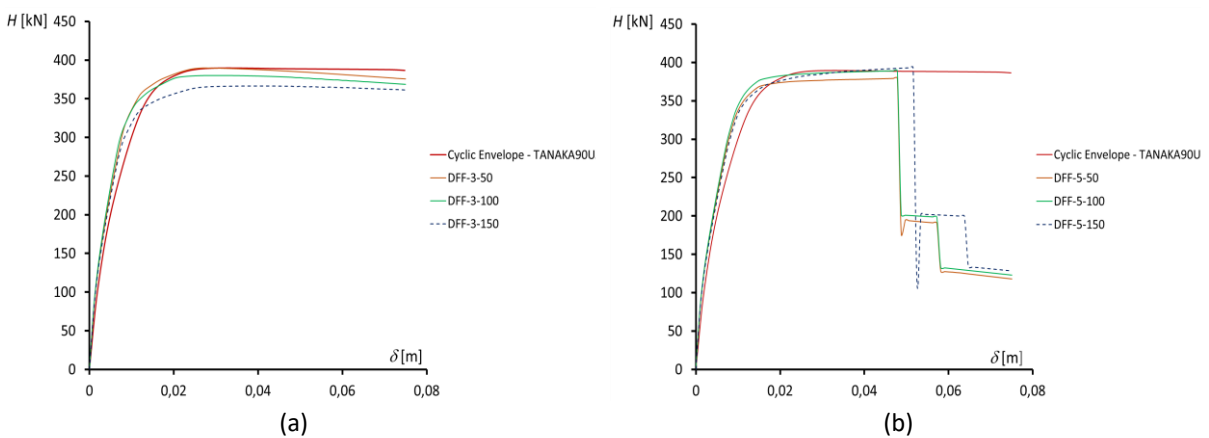 H [kN]
450
400
350
300
250
200
150
100
50
0
0
0,02
0,04
0,06
0,08
δ [m]
Cyclic Envelope - TANAKA90U
DFF-3-50
DFF-3-100
DFF-3-150
(a)
H [kN]
450
400
350
300
250
200
150
100
50
0
0
0,02
0,04
0,06
0,08
δ [m]
Cyclic Envelope - TANAKA90U
DFF-5-50
DFF-5-100
DFF-5-150
(b)